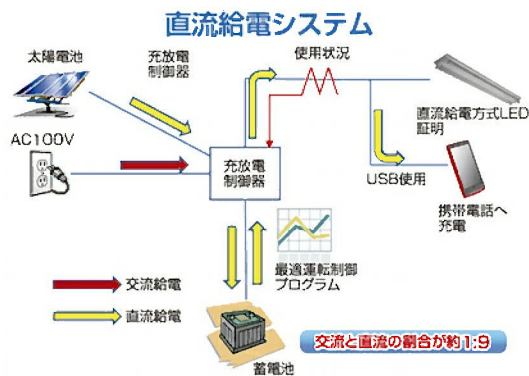 直流給電システム
太陽電池
充放電
制御器
使用状況
直流給電方式LED
証明
AC100V
充放電
制御器
USB使用
携帯電話へ
充電
最適運転制御
プログラム
交流給電
直流給電
蓄電池
交流と直流の割合が約1:9